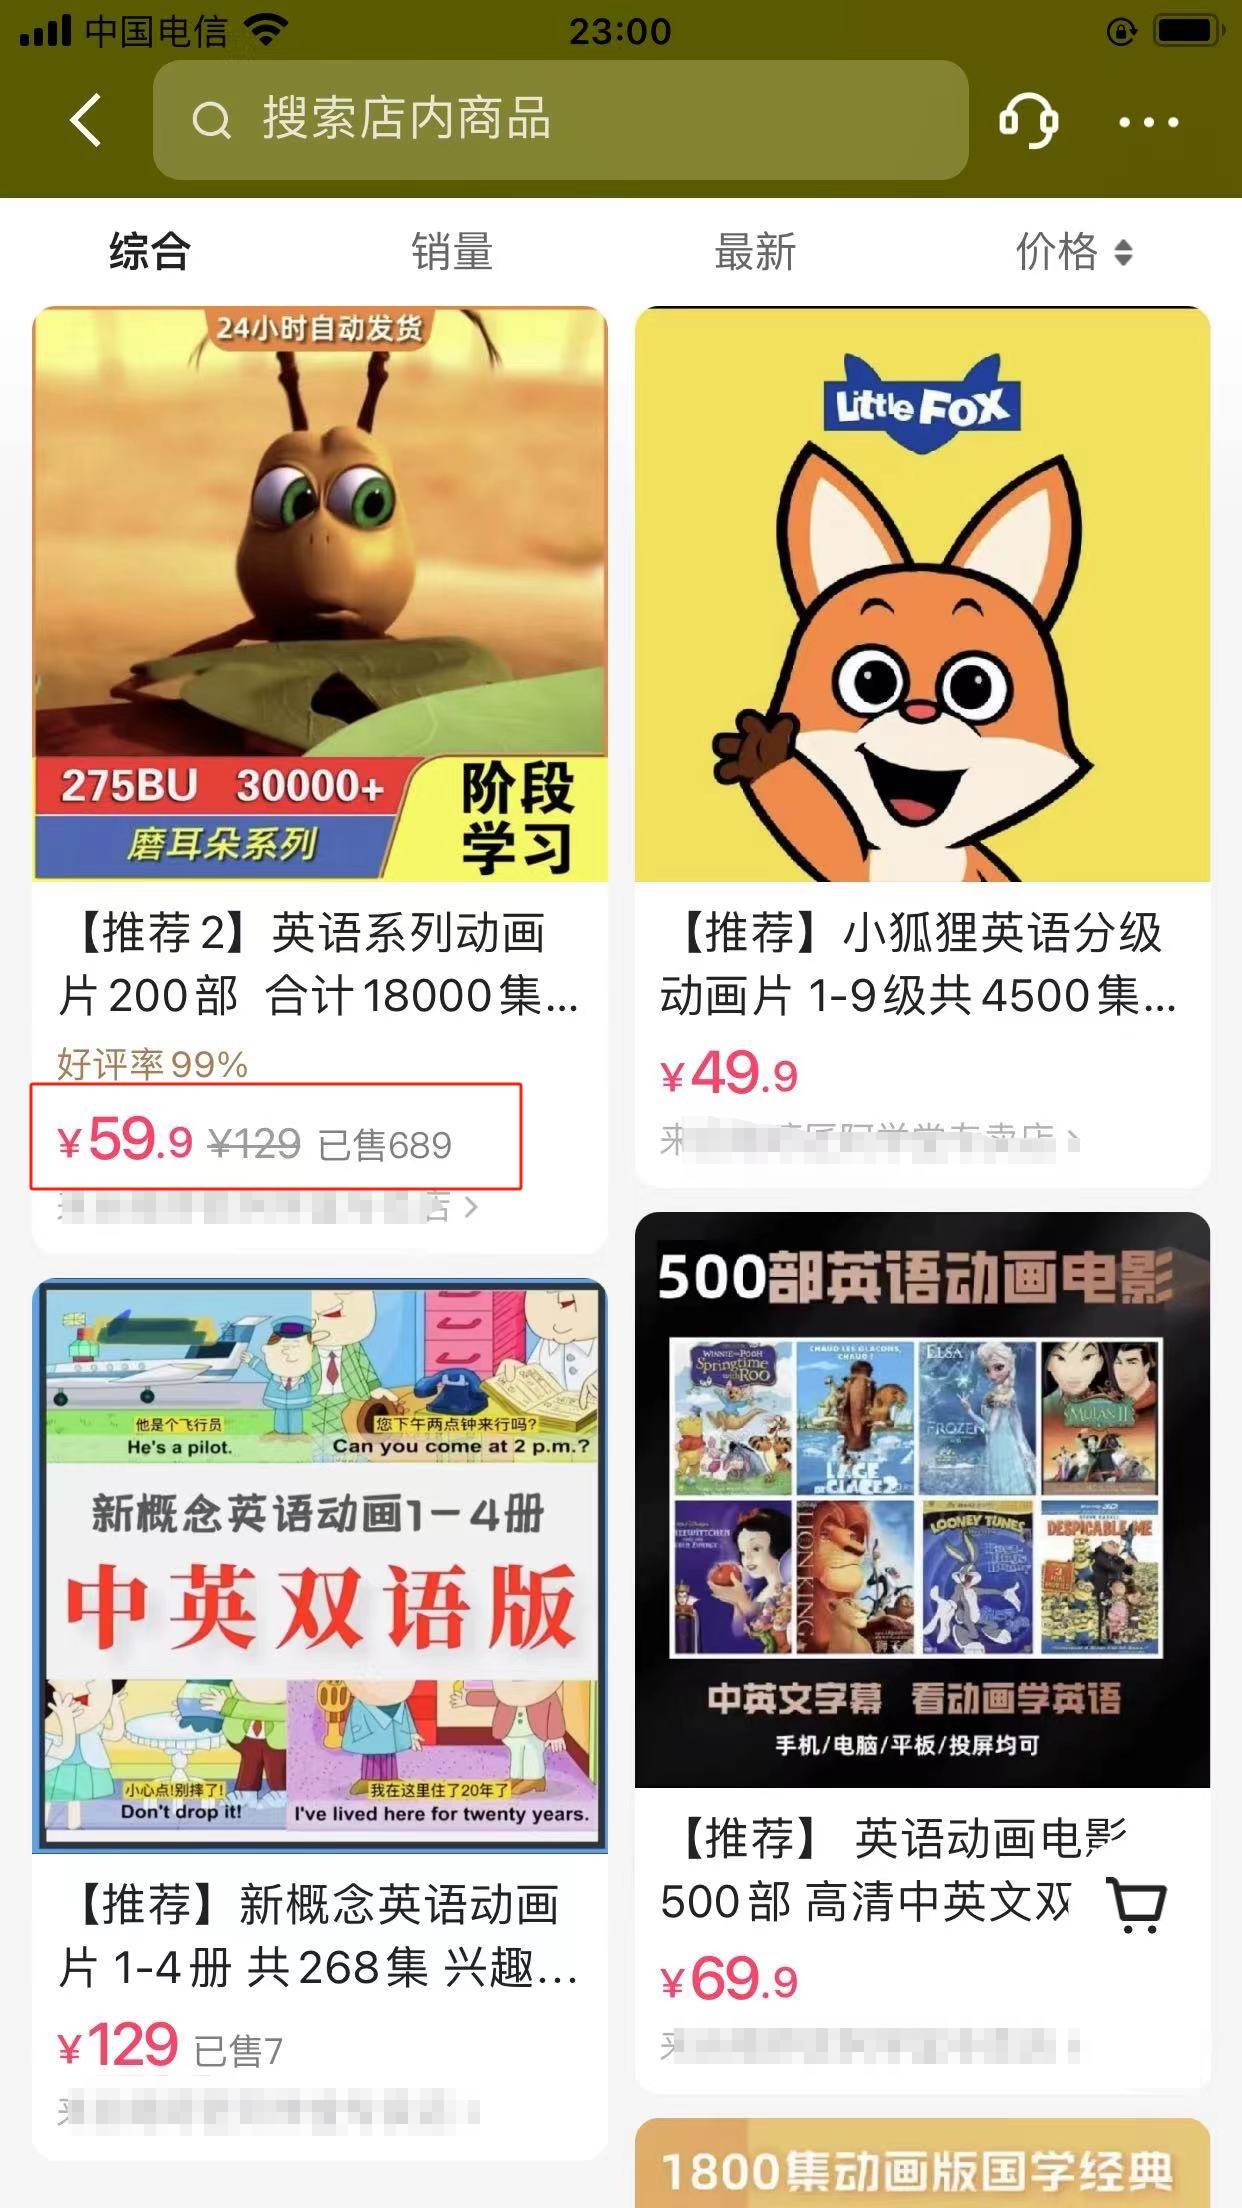 中国电信
23:00
搜索店内商品
综合
销量
最新
价格
24小时自动发货
275BU 30000+
磨耳朵系列
阶段
学习
【推荐2】英语系列动画
片200部 合计18000集...
好评率99%
¥59.9 ¥129 已售689
店
Little Fox
【推荐】小狐狸英语分级
动画片 1-9级共4500集...
¥49.9
来
他是个飞行员
He's a pilot.
您下午两点钟来行吗?
Can you come at 2 p.m.?
新概念英语动画1-4册
中英双语版
小心点!别摔了!
Don't drop it!
我在这里住了20年了
I've lived here for twenty years.
【推荐】新概念英语动画
片 1-4册 共268集 兴趣...
¥129 已售7
500部英语动画电影
WINNIE THE POOH
Springtime
with ROO
CHAUD LES GLACONS,
CHAUD!
L'AGE
DE GLACE 2
ELSA
FROZEN
MULAN II
LION KING
LOONEY TUNES
DESPICABLE ME
中英文字幕 看动画学英语
手机/电脑/平板/投屏均可
【推荐】 英语动画电影
500部 高清中英文双
¥69.9
1800集动画版国学经典